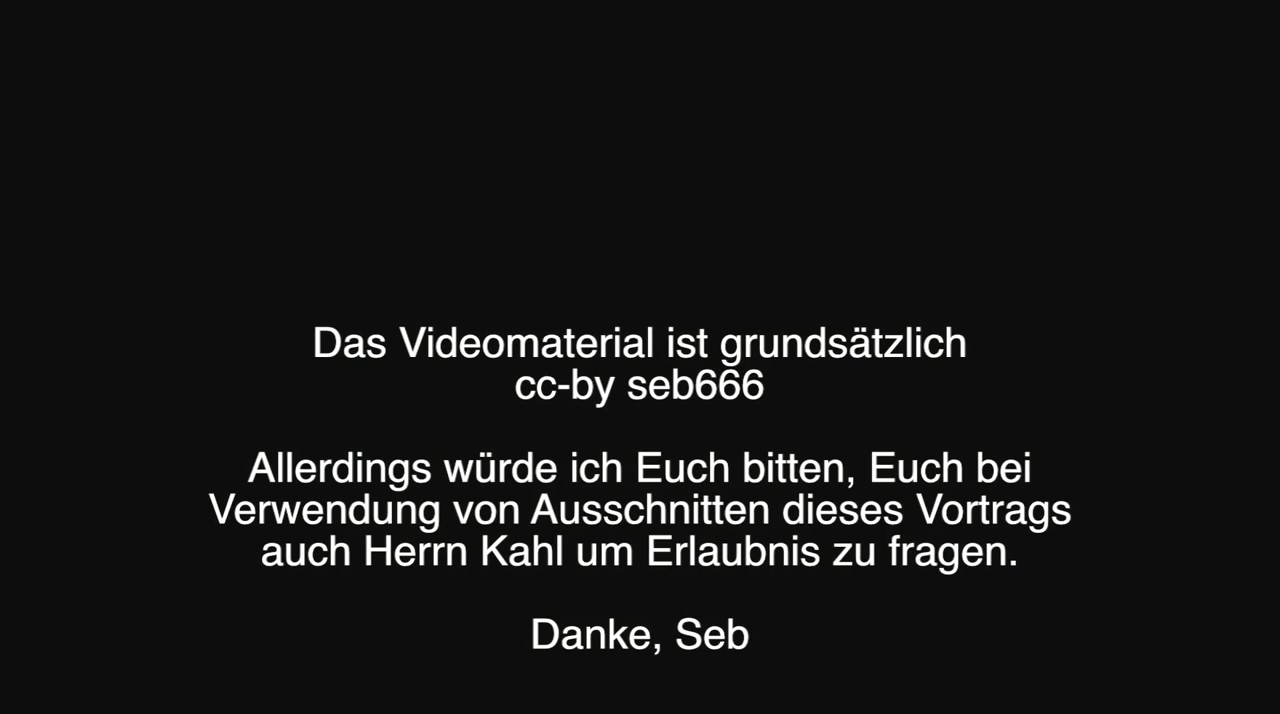 Das Videomaterial ist grundsätzlich
cc-by seb666
Allerdings würde ich Euch bitten, Euch bei
Verwendung von Ausschnitten dieses Vortrags
auch Herrn Kahl um Erlaubnis zu fragen.
Danke, Seb